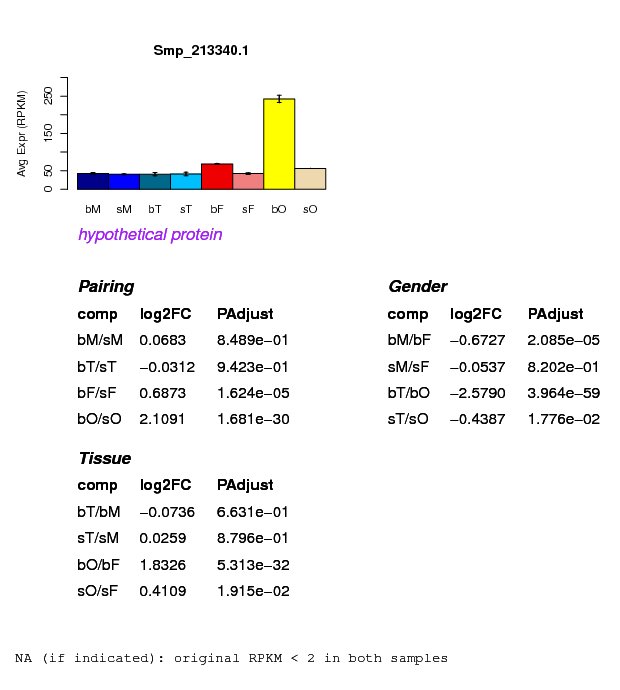 Smp_213340.1
Avg Expr (RPKM)
0 50 150 250
bM sM bT sT bF sF bO sO
hypothetical protein
Pairing
comp log2FC PAdjust
bM/sM 0.0683 8.489e−01
bT/sT −0.0312 9.423e−01
bF/sF 0.6873 1.624e−05
bO/sO 2.1091 1.681e−30
Gender
comp log2FC PAdjust
bM/bF −0.6727 2.085e−05
sM/sF −0.0537 8.202e−01
bT/bO −2.5790 3.964e−59
sT/sO −0.4387 1.776e−02
Tissue
comp log2FC PAdjust
bT/bM −0.0736 6.631e−01
sT/sM 0.0259 8.796e−01
bO/bF 1.8326 5.313e−32
sO/sF 0.4109 1.915e−02
NA (if indicated): original RPKM < 2 in both samples